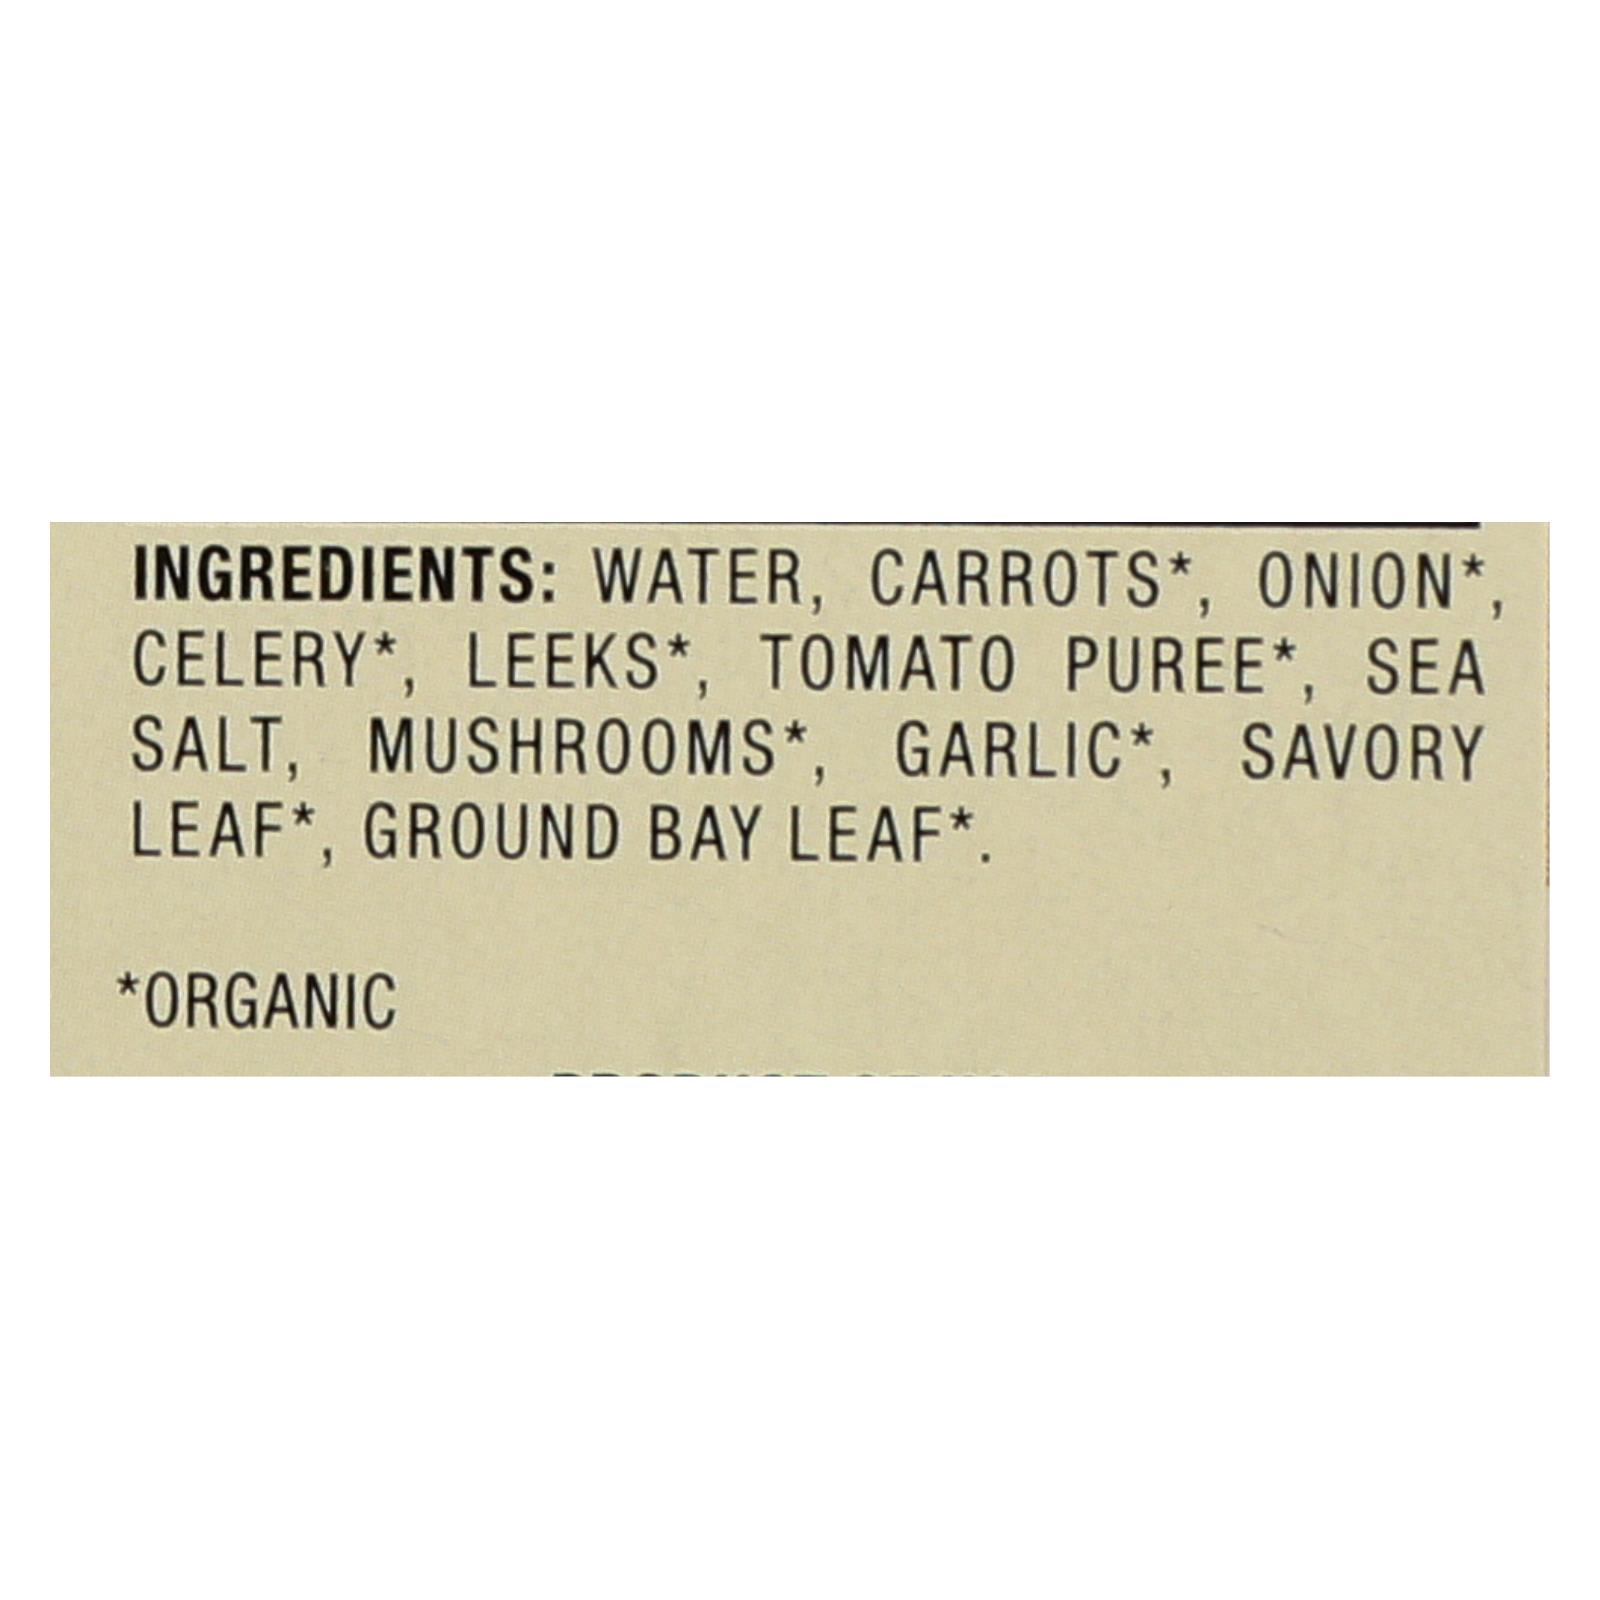 INGREDIENTS: WATER, CARROTS*, ONION*,
CELERY*, LEEKS*, TOMATO PUREE*, SEA
SALT, MUSHROOMS*, GARLIC*, SAVORY
LEAF*, GROUND BAY LEAF*.
*ORGANIC